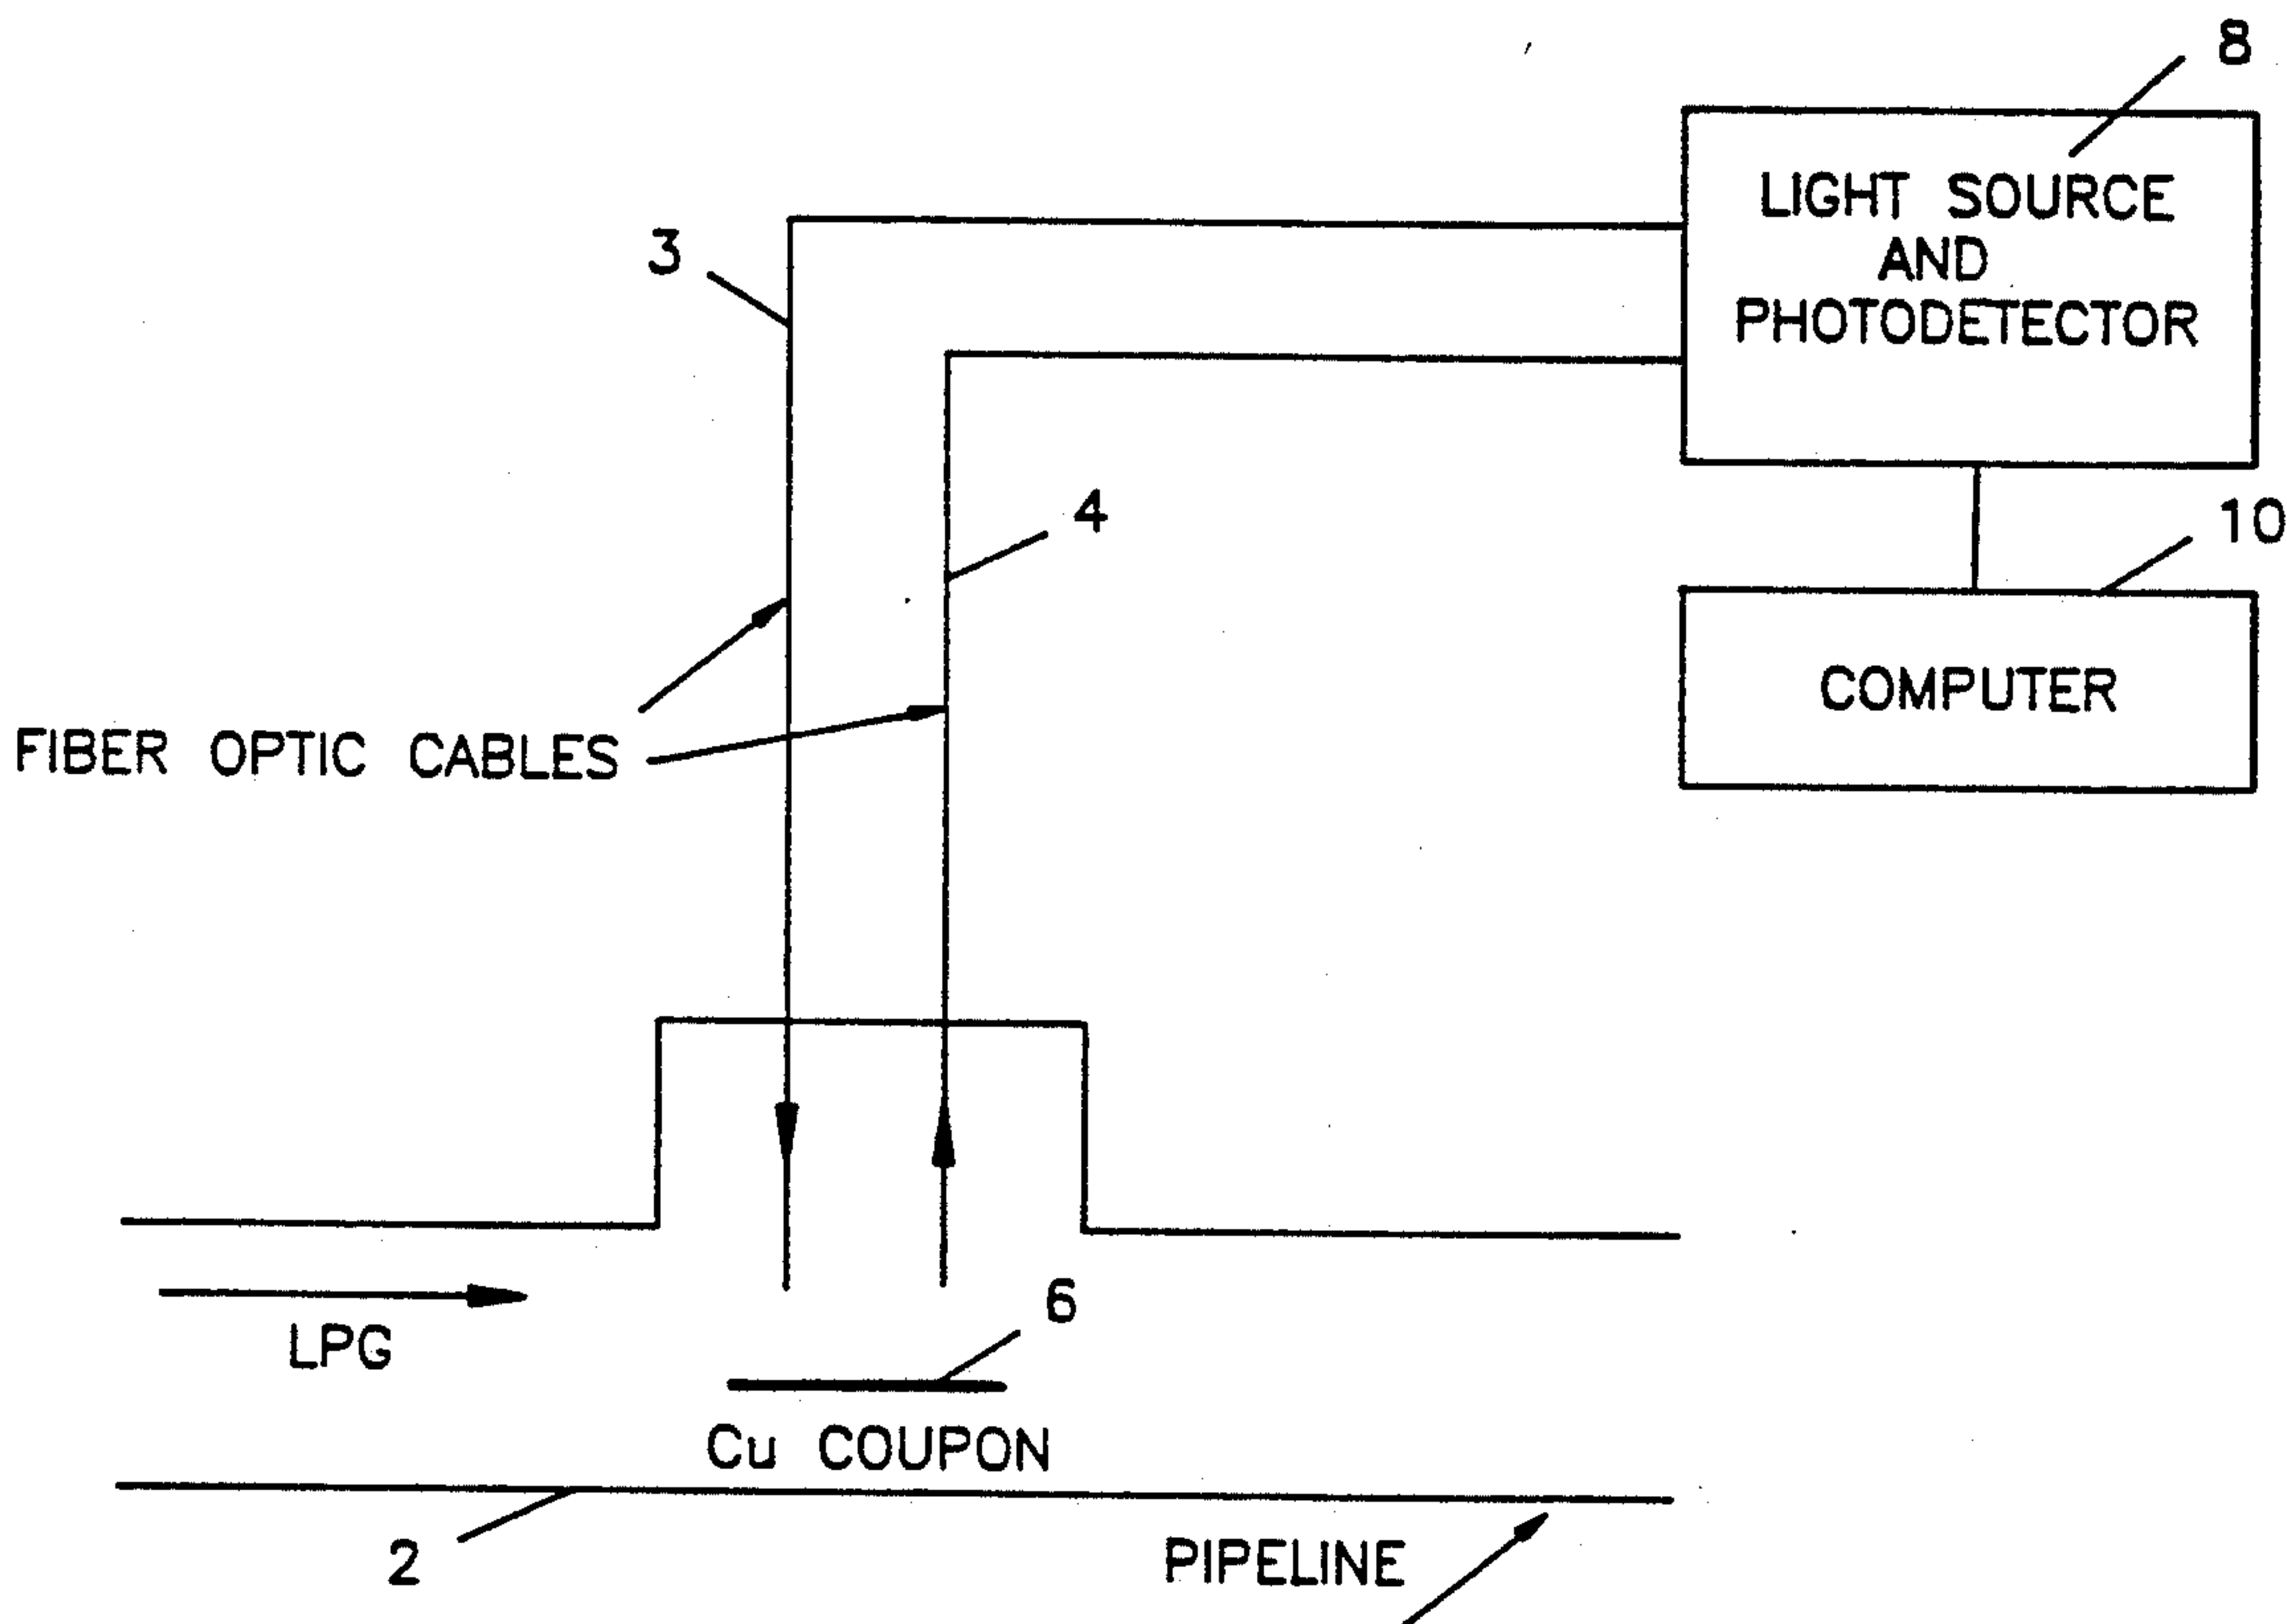 8
LIGHT SOURCE
AND
PHOTODETECTOR
3
4
10
COMPUTER
FIBER OPTIC CABLES
6
LPG
Cu COUPON
2
PIPELINE